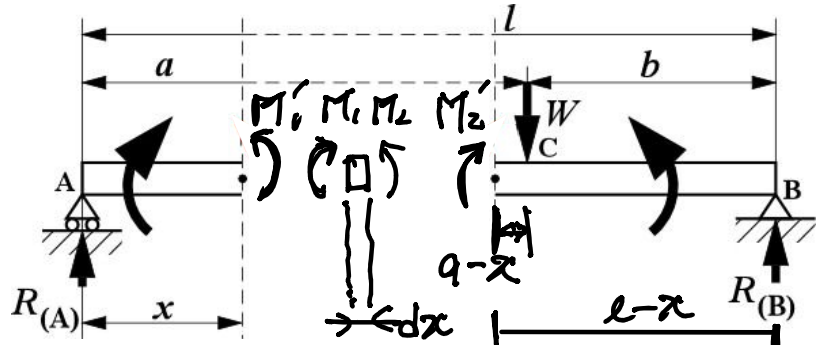 l
a b
M₁′ M₁ M₂ M₂′ W
C
A B
a-x
R(A) x dx l-x R(B)